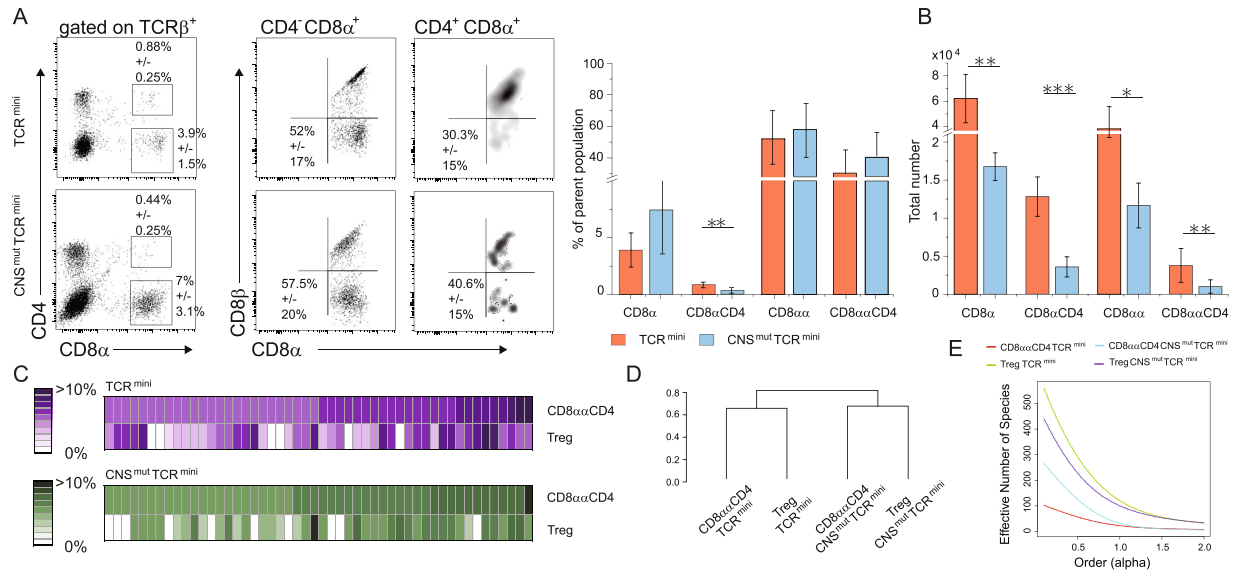 A
gated on TCRβ+
CD4-CD8α+
CD4+ CD8α+
TCR mini
0.88%
+/-
0.25%
3.9%
+/-
1.5%
52%
+/-
17%
30.3%
+/-
15%
CNS mut TCR mini
0.44%
+/-
0.25%
7%
+/-
3.1%
57.5%
+/-
20%
40.6%
+/-
15%
CD4
CD8β
CD8α
CD8α
% of parent population
100
80
60
40
5
0
**
CD8α
CD8αCD4
CD8αα
CD8ααCD4
TCR mini
CNS mut TCR mini
B
x10 4
Total number
8
6
4
1.5
1.0
0.5
0
**
***
*
**
CD8α
CD8αCD4
CD8αα
CD8ααCD4
C
>10%
0%
TCR mini
CD8ααCD4
Treg
>10%
0%
CNS mut TCR mini
CD8ααCD4
Treg
D
0.8
0.6
0.4
0.2
0.0
CD8ααCD4
TCR mini
Treg
TCR mini
CD8ααCD4
CNS mut TCR mini
Treg
CNS mut TCR mini
E
CD8ααCD4 TCR mini
CD8ααCD4 CNS mut TCR mini
Treg TCR mini
Treg CNS mut TCR mini
Effective Number of Species
500
400
300
200
100
0
0.5
1.0
1.5
2.0
Order (alpha)